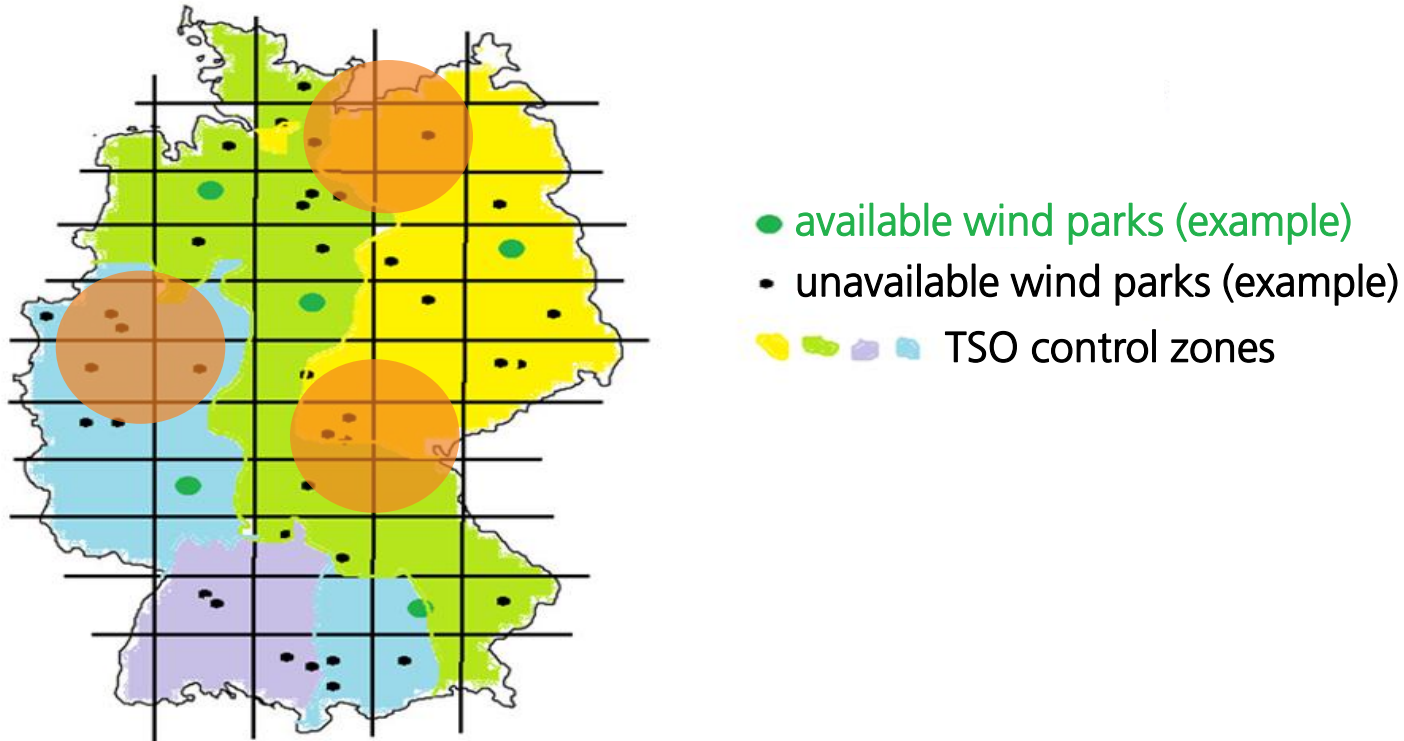 available wind parks (example)
unavailable wind parks (example)
TSO control zones